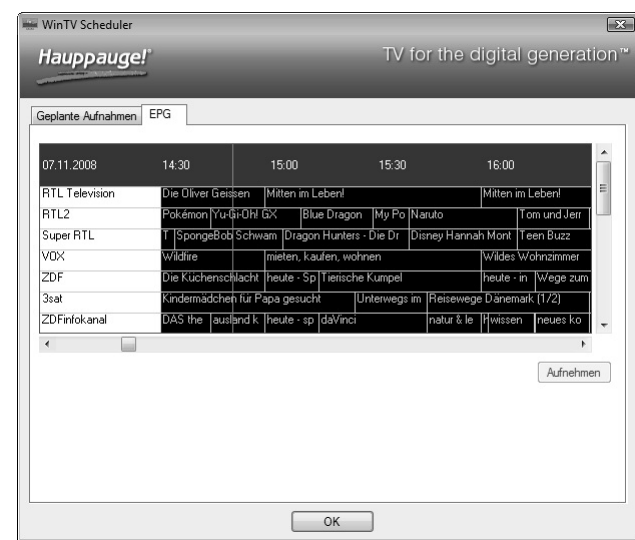 WinTV Scheduler
Hauppauge!™ TV for the digital generation™
Geplante Aufnahmen EPG
07.11.2008 14:30 15:00 15:30 16:00
RTL Television Die Oliver Geissen Mitten im Leben! Mitten im Leben!
RTL2 Pokémon Yu-Gi-Oh! GX Blue Dragon My Po Naruto Tom und Jerr
Super RTL T SpongeBob Schwam Dragon Hunters - Die Dr Disney Hannah Mont Teen Buzz
VOX Wildfire mieten, kaufen, wohnen Wildes Wohnzimmer
ZDF Die Küchenschlacht heute - Sp Tierische Kumpel heute - in Wege zum
3sat Kindermädchen für Papa gesucht Unterwegs im Reisewege Dänemark (1/2)
ZDFinfokanal DAS the ausland k heute - sp daVinci natur & le H wissen neues ko
Aufnehmen
OK